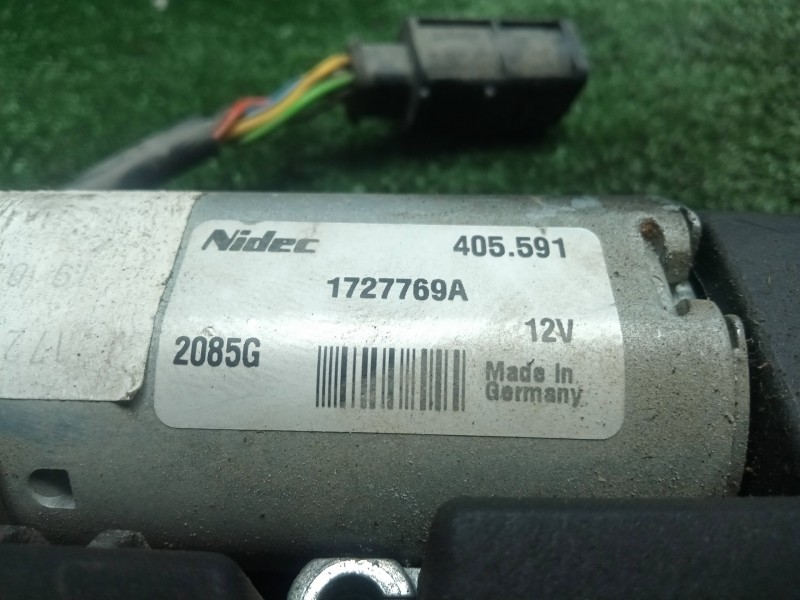 Nidec 405.591
1727769A
2085G 12V
Made In
Germany